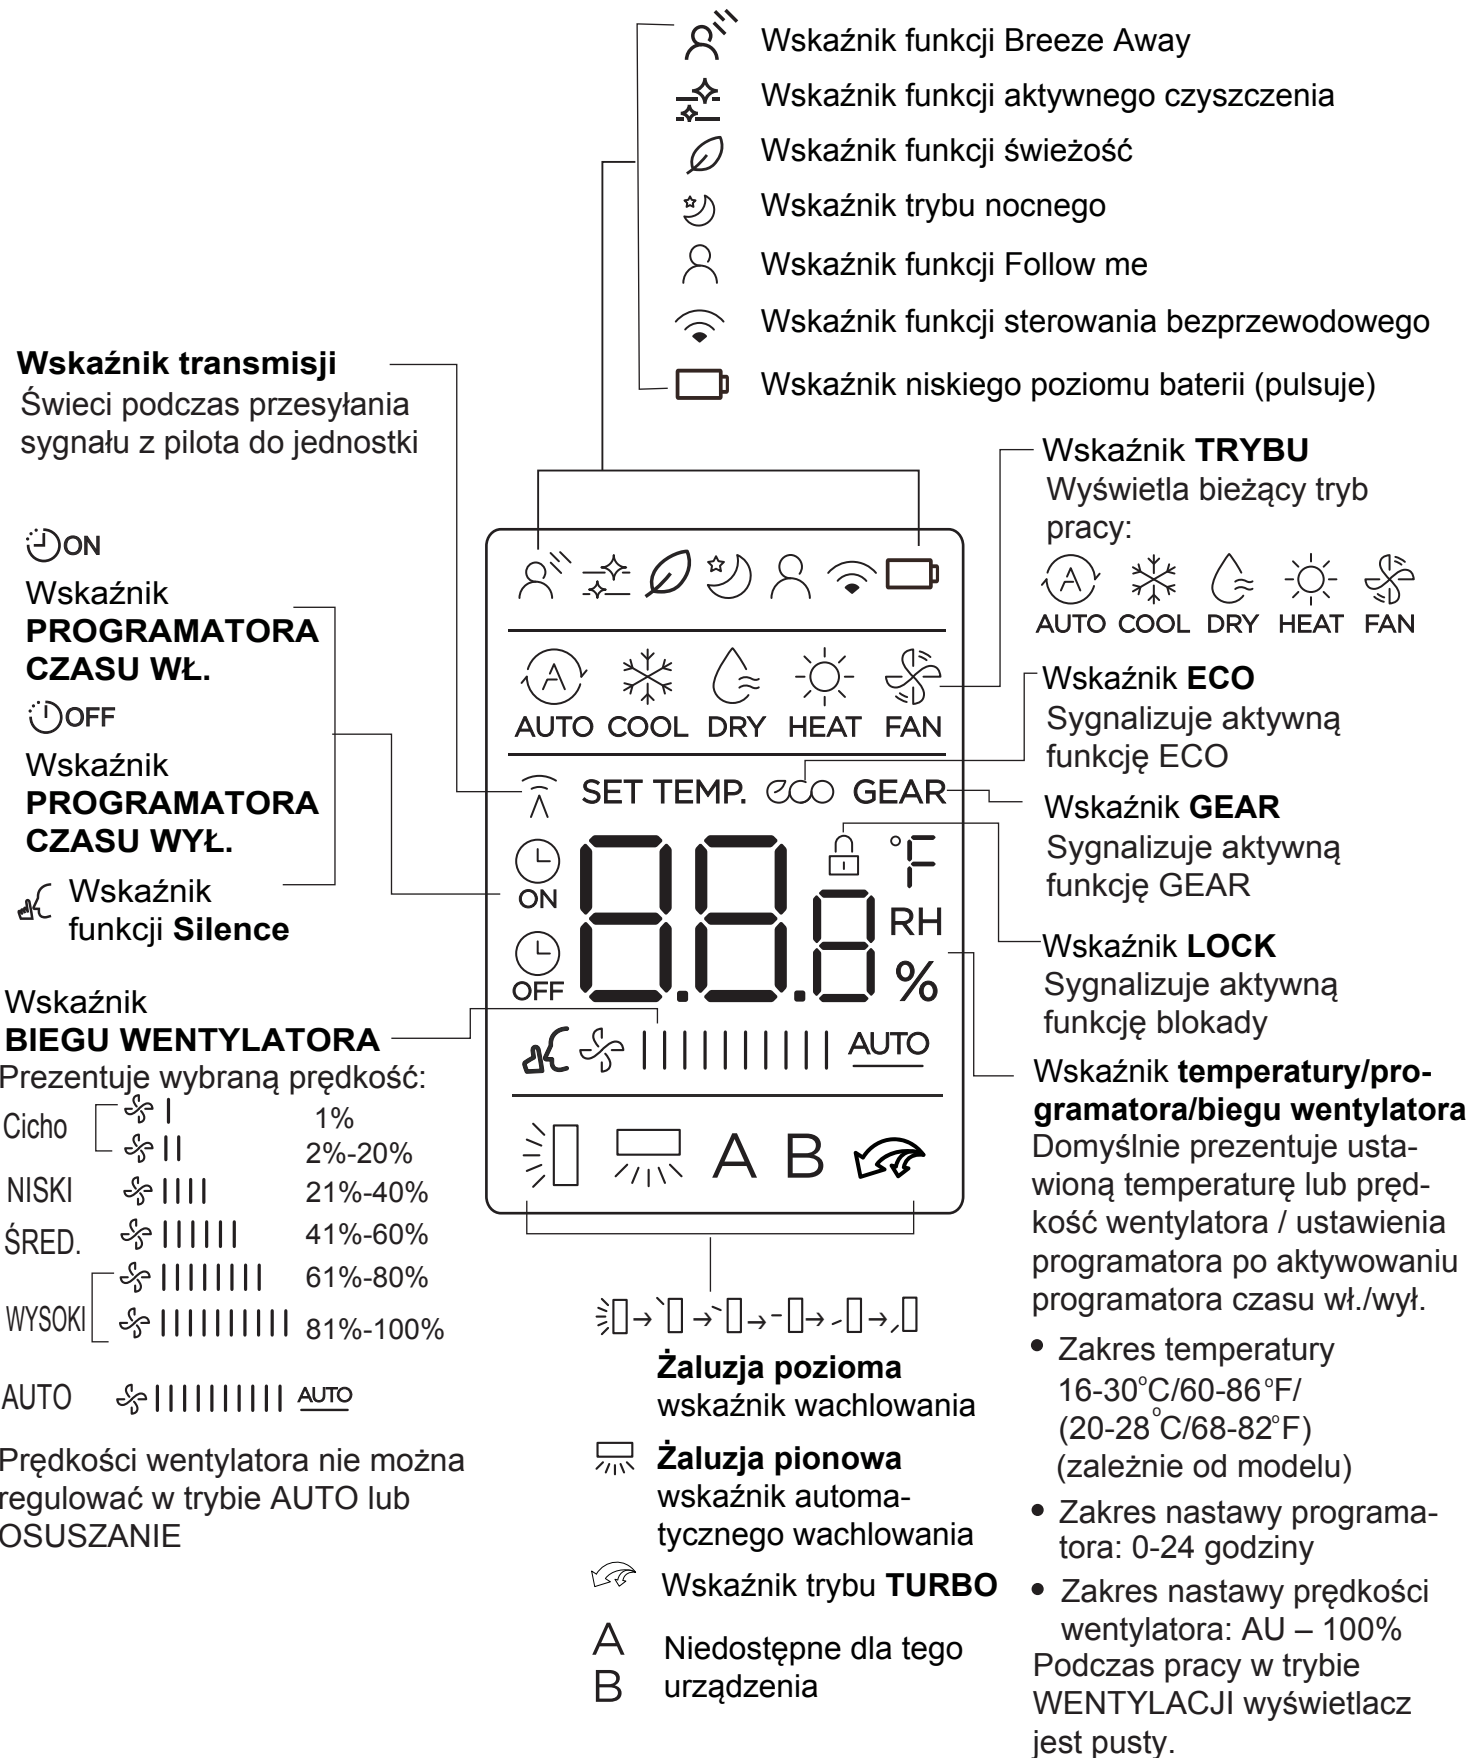 Wskaźnik funkcji Breeze Away
Wskaźnik funkcji aktywnego czyszczenia
Wskaźnik funkcji świeżość
Wskaźnik trybu nocnego
Wskaźnik funkcji Follow me
Wskaźnik funkcji sterowania bezprzewodowego
Wskaźnik niskiego poziomu baterii (pulsuje)
Wskaźnik transmisji
Świeci podczas przesyłania
sygnału z pilota do jednostki
ON
Wskaźnik
PROGRAMATORA
CZASU WŁ.
OFF
Wskaźnik
PROGRAMATORA
CZASU WYŁ.
Wskaźnik
funkcji Silence
Wskaźnik
BIEGU WENTYLATORA
Prezentuje wybraną prędkość:
Cicho 1%
2%-20%
NISKI 21%-40%
ŚRED. 41%-60%
61%-80%
WYSOKI 81%-100%
AUTO AUTO
Prędkości wentylatora nie można
regulować w trybie AUTO lub
OSUSZANIE
A
AUTO COOL DRY HEAT FAN
SET TEMP. eco GEAR
ON
OFF
88.8
°F
RH
%
AUTO
A B
Żaluzja pozioma
wskaźnik wachlowania
Żaluzja pionowa
wskaźnik automa-
tycznego wachlowania
Wskaźnik trybu TURBO
A
B
Niedostępne dla tego
urządzenia
Wskaźnik TRYBU
Wyświetla bieżący tryb
pracy:
A
AUTO COOL DRY HEAT FAN
Wskaźnik ECO
Sygnalizuje aktywną
funkcję ECO
Wskaźnik GEAR
Sygnalizuje aktywną
funkcję GEAR
Wskaźnik LOCK
Sygnalizuje aktywną
funkcję blokady
Wskaźnik temperatury/pro-
gramatora/biegu wentylatora
Domyślnie prezentuje usta-
wioną temperaturę lub pręd-
kość wentylatora / ustawienia
programatora po aktywowaniu
programatora czasu wł./wył.
• Zakres temperatury
16-30°C/60-86°F/
(20-28°C/68-82°F)
(zależnie od modelu)
• Zakres nastawy programa-
tora: 0-24 godziny
• Zakres nastawy prędkości
wentylatora: AU – 100%
Podczas pracy w trybie
WENTYLACJI wyświetlacz
jest pusty.